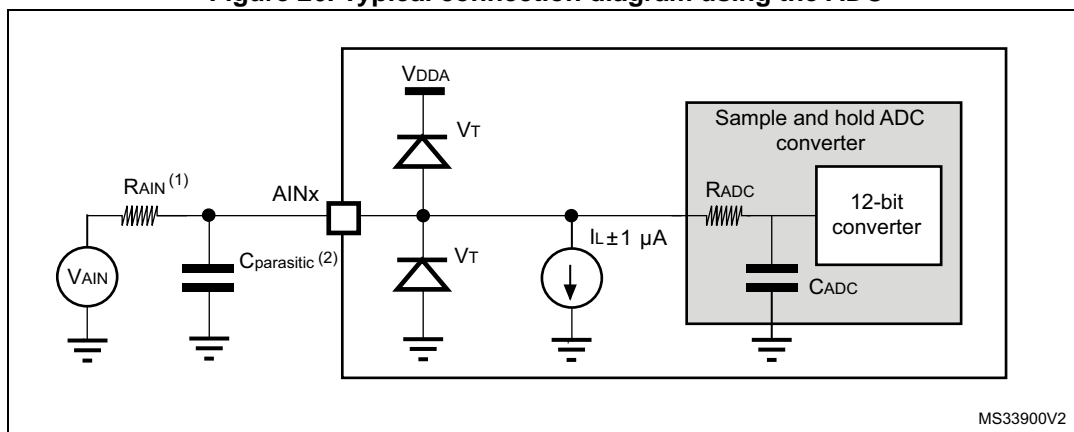 Figure 26. Typical connection diagram using the ADC
VDDA
VT
Sample and hold ADC
converter
RAIN (1)
AINx
RADC
12-bit
converter
IL±1 µA
VAIN
Cparasitic (2)
VT
CADC
MS33900V2